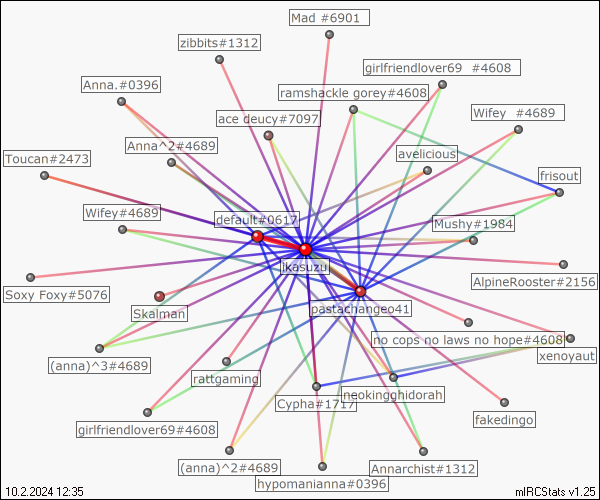 Mad #6901
zibbits#1312
girlfriendlover69 #4608
Anna.#0396
ramshackle gorey#4608
ace deucy#7097
Wifey #4689
Anna^2#4689
avelicious
Toucan#2473
frisout
Wifey#4689
default#0617
Mushy#1984
jkasuzu
Soxy Foxy#5076
AlpineRooster#2156
Skalman
pastachangeo41
no cops no laws no hope#4608
xenoyaut
(anna)^3#4689
rattgaming
neokingghidorah
Cypha#1717
fakedingo
girlfriendlover69#4608
(anna)^2#4689
Annarchist#1312
hypomanianna#0396
10.2.2024 12:35
mIRCStats v1.25